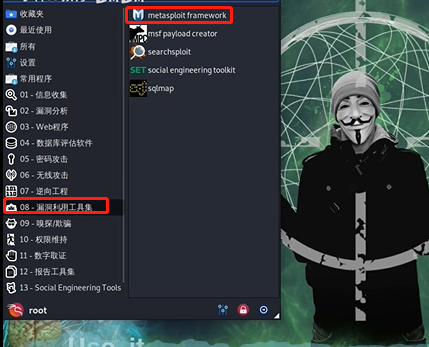 收藏夹
最近使用
所有
设置
常用程序
01 - 信息收集
02 - 漏洞分析
03 - Web程序
04 - 数据库评估软件
05 - 密码攻击
06 - 无线攻击
07 - 逆向工程
08 - 漏洞利用工具集
09 - 嗅探/欺骗
10 - 权限维持
11 - 数字取证
12 - 报告工具集
13 - Social Engineering Tools
metasploit framework
msf payload creator
searchsploit
SET social engineering toolkit
sqlmap
root